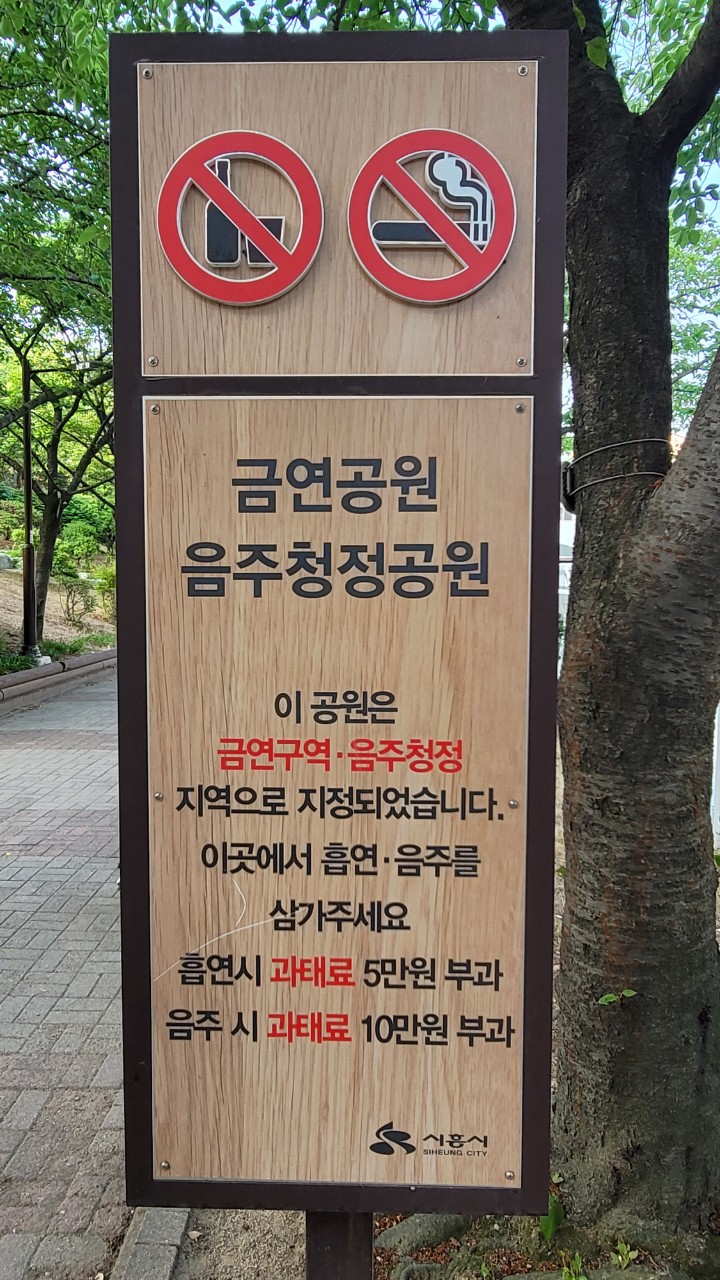 금연공원
음주청정공원
이 공원은
금연구역·음주청정
지역으로 지정되었습니다.
이곳에서 흡연·음주를
삼가주세요
흡연시 과태료 5만원 부과
음주 시 과태료 10만원 부과
시흥시
SIHEUNG CITY